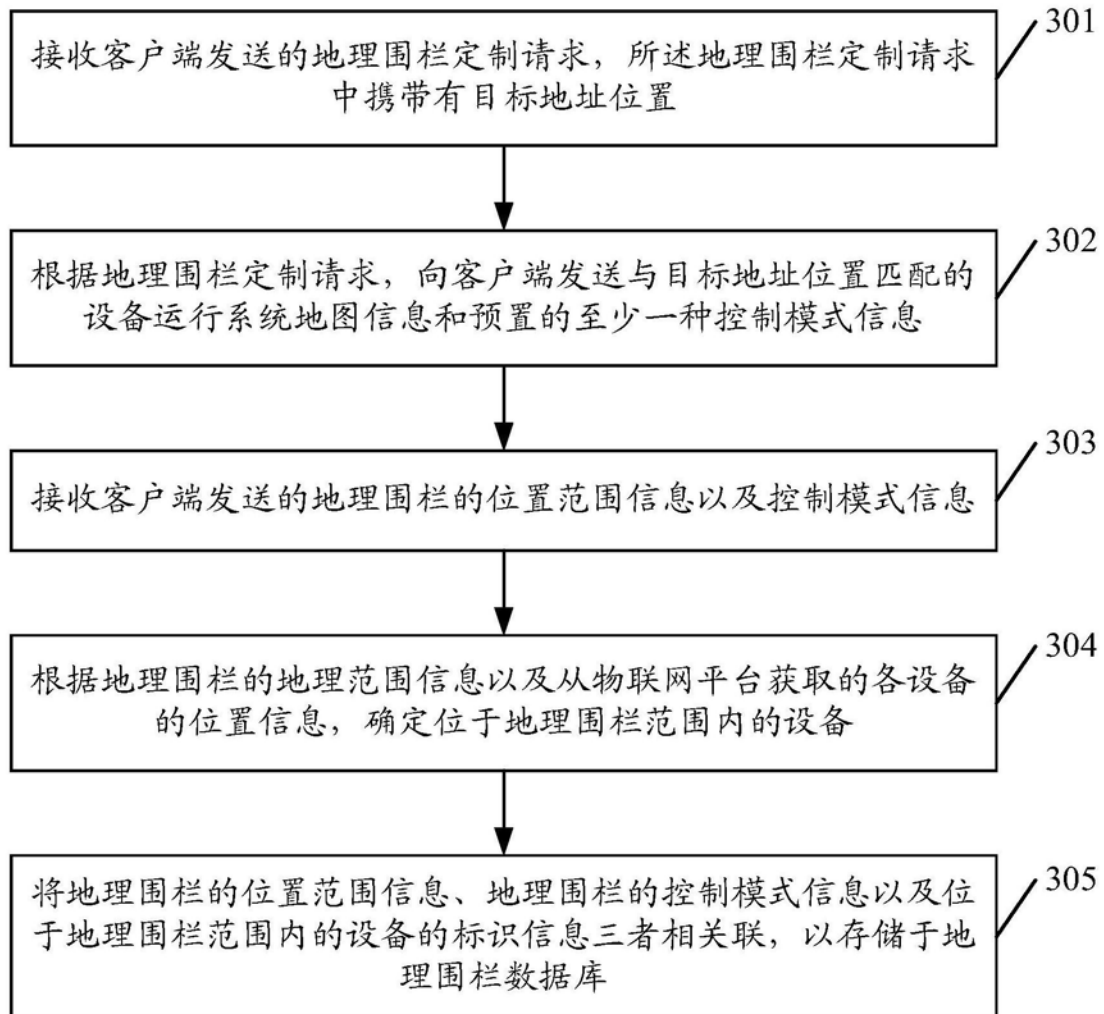 接收客户端发送的地理围栏定制请求，所述地理围栏定制请求
中携带有目标地址位置
301
根据地理围栏定制请求，向客户端发送与目标地址位置匹配的
设备运行系统地图信息和预置的至少一种控制模式信息
302
接收客户端发送的地理围栏的位置范围信息以及控制模式信息
303
根据地理围栏的地理范围信息以及从物联网平台获取的各设备
的位置信息，确定位于地理围栏范围内的设备
304
将地理围栏的位置范围信息、地理围栏的控制模式信息以及位
于地理围栏范围内的设备的标识信息三者相关联，以存储于地
理围栏数据库
305